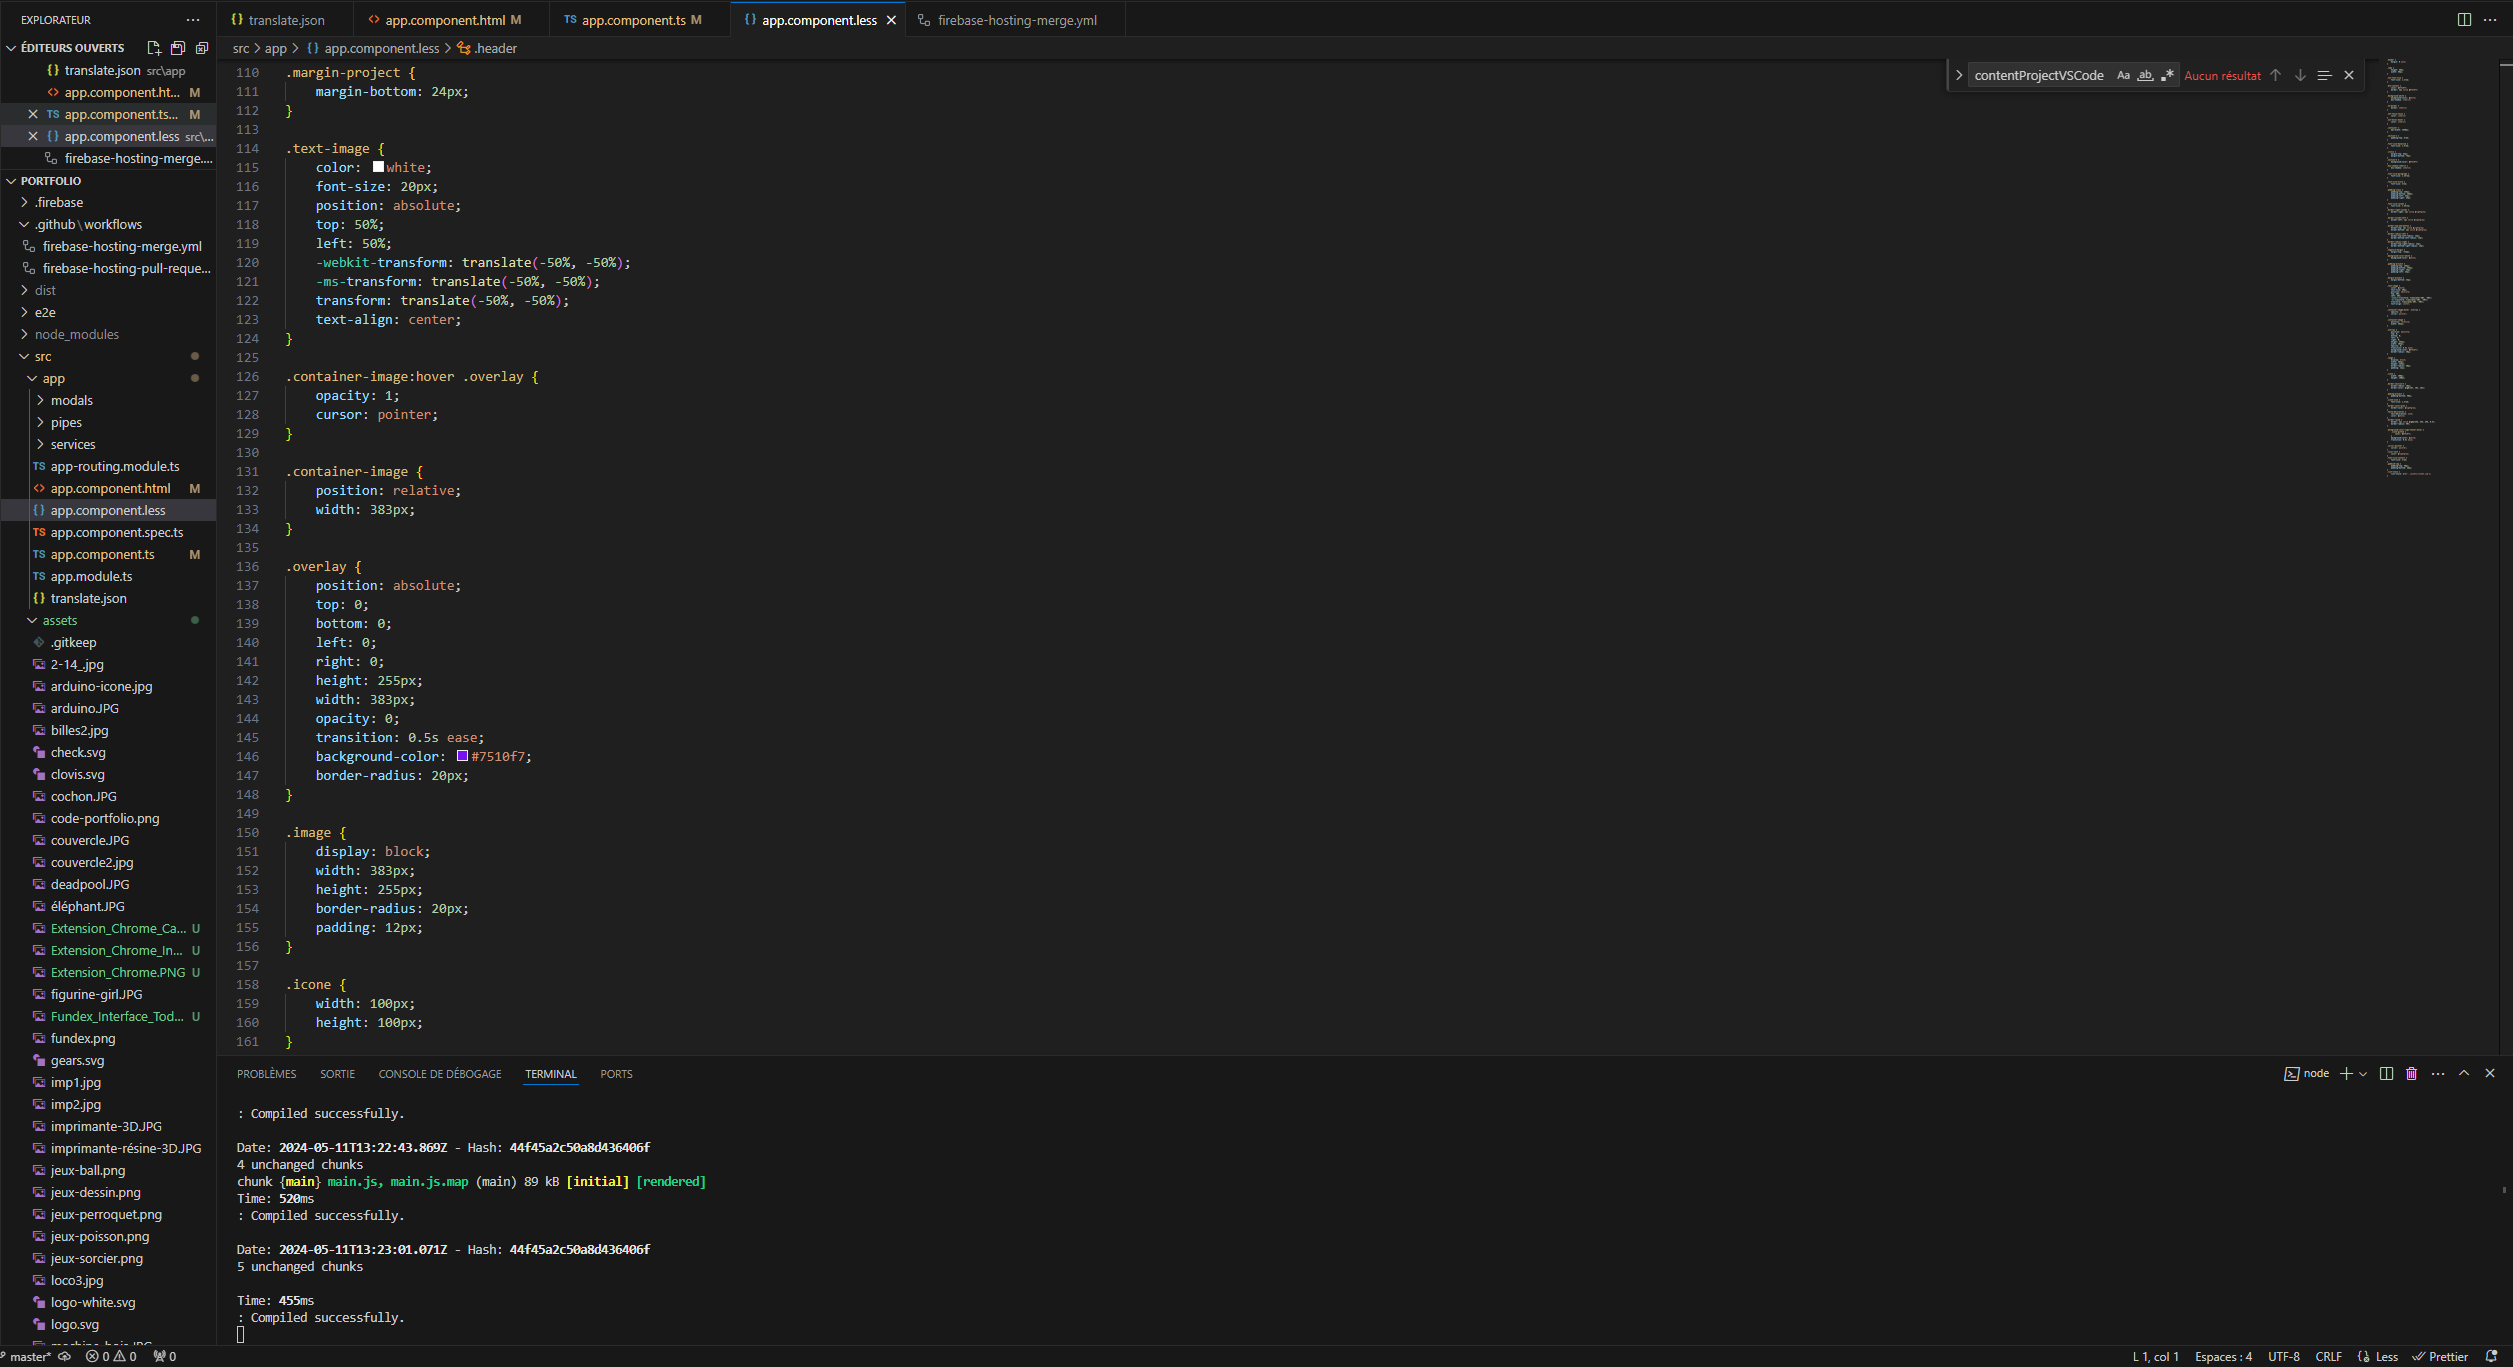 EXPLORATEUR
ÉDITEURS OUVERTS
translate.json src\app
app.component.ht... M
TS app.component.ts... M
app.component.less src\...
firebase-hosting-merge....
PORTFOLIO
.firebase
.github\workflows
firebase-hosting-merge.yml
firebase-hosting-pull-reque...
dist
e2e
node_modules
src
app
modals
pipes
services
TS app-routing.module.ts
app.component.html M
app.component.less
TS app.component.spec.ts
TS app.component.ts M
TS app.module.ts
translate.json
assets
.gitkeep
2-14_.jpg
arduino-icone.jpg
arduino.JPG
billes2.jpg
check.svg
clovis.svg
cochon.JPG
code-portfolio.png
couvercle.JPG
couvercle2.jpg
deadpool.JPG
éléphant.JPG
Extension_Chrome_Ca... U
Extension_Chrome_In... U
Extension_Chrome.PNG U
figurine-girl.JPG
Fundex_Interface_Tod... U
fundex.png
gears.svg
imp1.jpg
imp2.jpg
imprimante-3D.JPG
imprimante-résine-3D.JPG
jeux-ball.png
jeux-dessin.png
jeux-perroquet.png
jeux-poisson.png
jeux-sorcier.png
loco3.jpg
logo-white.svg
logo.svg
translate.json
app.component.html M
TS app.component.ts M
app.component.less
firebase-hosting-merge.yml
src > app > {} app.component.less > .header
contentProjectVSCode Aa ab .* Aucun résultat
110 .margin-project {
111 margin-bottom: 24px;
112 }
113
114 .text-image {
115 color: white;
116 font-size: 20px;
117 position: absolute;
118 top: 50%;
119 left: 50%;
120 -webkit-transform: translate(-50%, -50%);
121 -ms-transform: translate(-50%, -50%);
122 transform: translate(-50%, -50%);
123 text-align: center;
124 }
125
126 .container-image:hover .overlay {
127 opacity: 1;
128 cursor: pointer;
129 }
130
131 .container-image {
132 position: relative;
133 width: 383px;
134 }
135
136 .overlay {
137 position: absolute;
138 top: 0;
139 bottom: 0;
140 left: 0;
141 right: 0;
142 height: 255px;
143 width: 383px;
144 opacity: 0;
145 transition: 0.5s ease;
146 background-color: #7510f7;
147 border-radius: 20px;
148 }
149
150 .image {
151 display: block;
152 width: 383px;
153 height: 255px;
154 border-radius: 20px;
155 padding: 12px;
156 }
157
158 .icone {
159 width: 100px;
160 height: 100px;
161 }
PROBLÈMES SORTIE CONSOLE DE DÉBOGAGE TERMINAL PORTS
node
: Compiled successfully.
Date: 2024-05-11T13:22:43.869Z - Hash: 44f45a2c50a8d436406f
4 unchanged chunks
chunk {main} main.js, main.js.map (main) 89 kB [initial] [rendered]
Time: 520ms
: Compiled successfully.
Date: 2024-05-11T13:23:01.071Z - Hash: 44f45a2c50a8d436406f
5 unchanged chunks
Time: 455ms
: Compiled successfully.
master* 0 0 0
L 1, col 1 Espaces : 4 UTF-8 CRLF {} Less Prettier